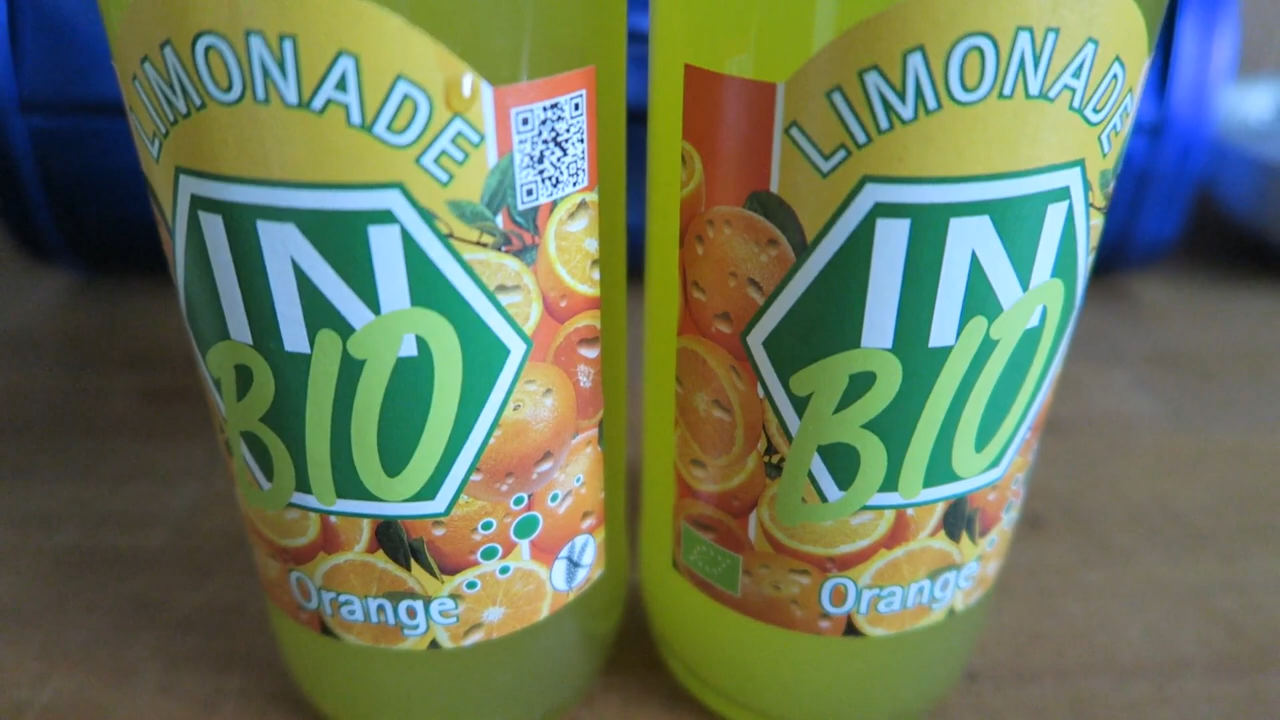 LIMONADE
IN
BIO
Orange
LIMONADE
IN
BIO
Orange